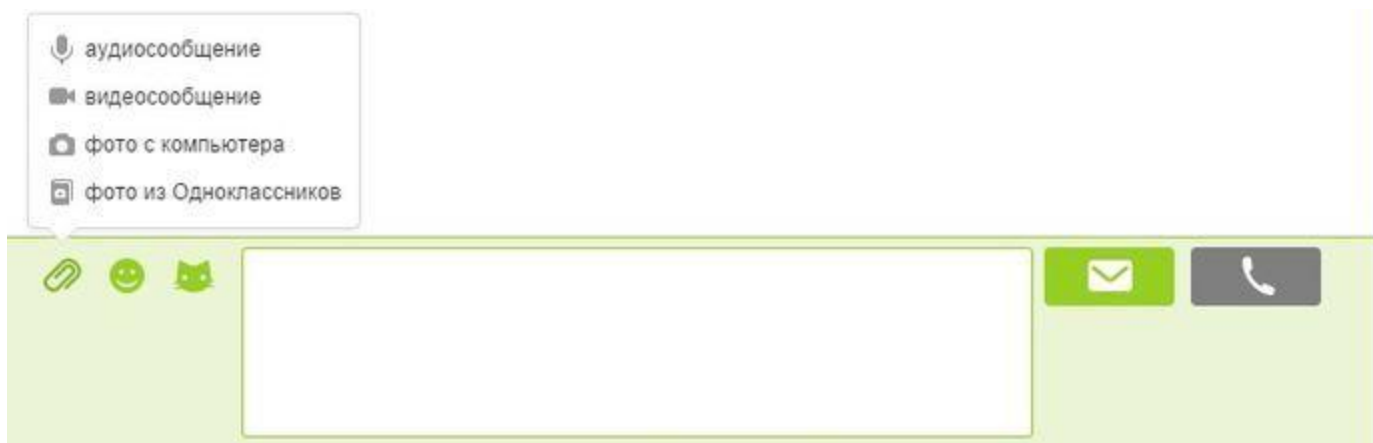 аудиосообщение
видеосообщение
фото с компьютера
фото из Одноклассников